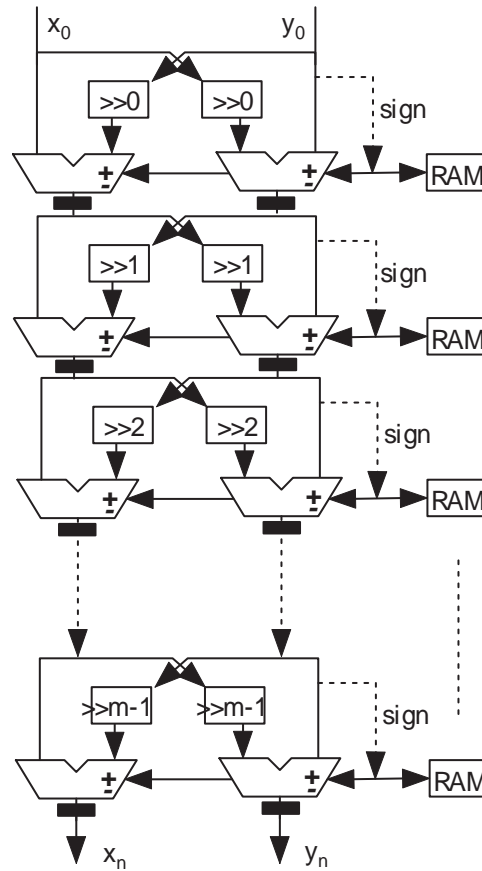 x0 y0
>>0 >>0
sign
± ± RAM
>>1 >>1
sign
± ± RAM
>>2 >>2
sign
± ± RAM
>>m-1 >>m-1
sign
± ± RAM
xn yn